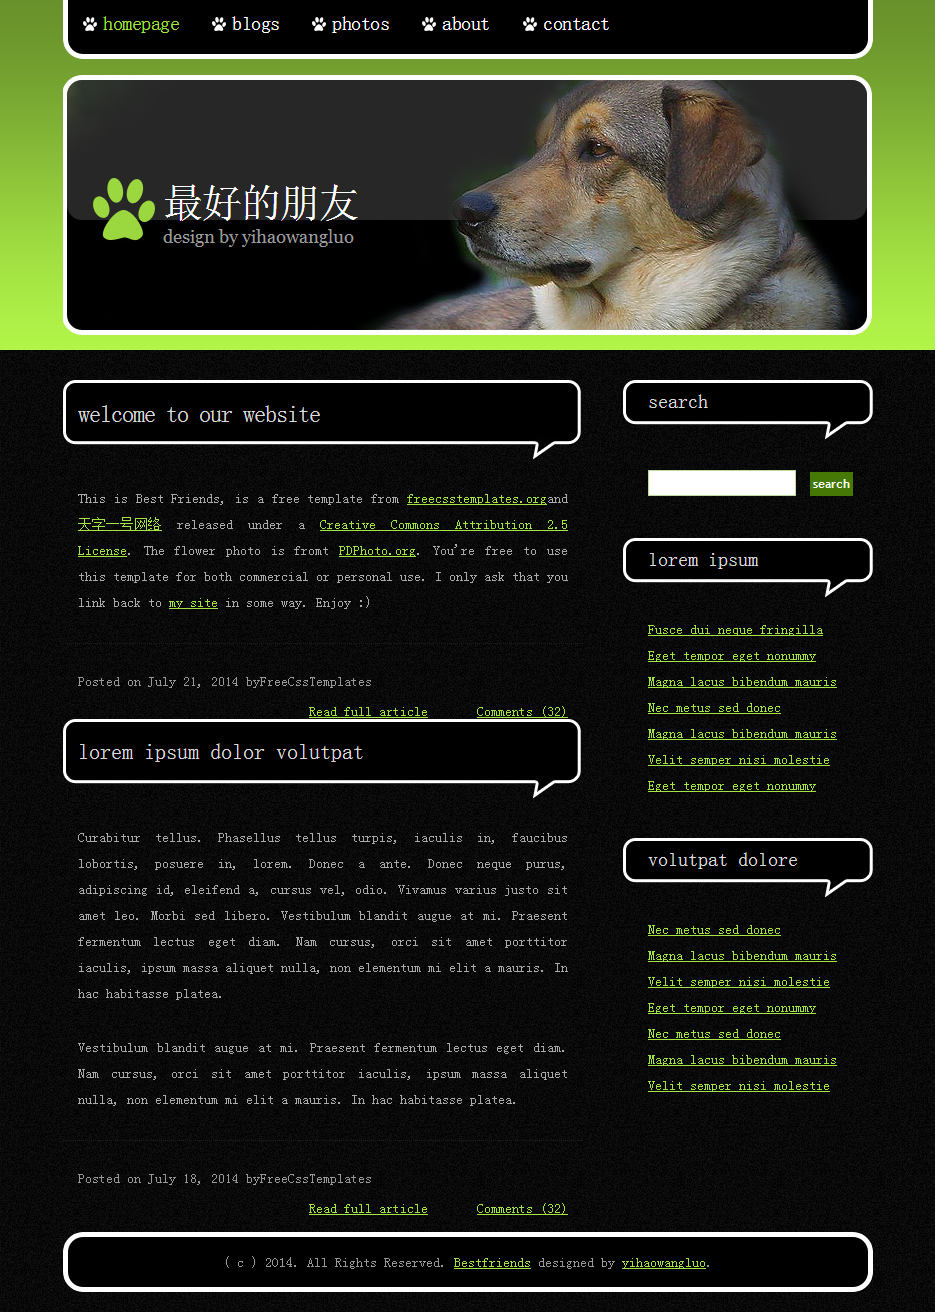 homepage blogs photos about contact
最好的朋友
design by yihaowangluo
welcome to our website
This is Best Friends, is a free template from freecsstemplates.organd
天字一号网络 released under a Creative Commons Attribution 2.5
License. The flower photo is fromt PDPhoto.org. You're free to use
this template for both commercial or personal use. I only ask that you
link back to my site in some way. Enjoy :)
Posted on July 21, 2014 byFreeCssTemplates
Read full article Comments (32)
lorem ipsum dolor volutpat
Curabitur tellus. Phasellus tellus turpis, iaculis in, faucibus
lobortis, posuere in, lorem. Donec a ante. Donec neque purus,
adipiscing id, eleifend a, cursus vel, odio. Vivamus varius justo sit
amet leo. Morbi sed libero. Vestibulum blandit augue at mi. Praesent
fermentum lectus eget diam. Nam cursus, orci sit amet porttitor
iaculis, ipsum massa aliquet nulla, non elementum mi elit a mauris. In
hac habitasse platea.
Vestibulum blandit augue at mi. Praesent fermentum lectus eget diam.
Nam cursus, orci sit amet porttitor iaculis, ipsum massa aliquet
nulla, non elementum mi elit a mauris. In hac habitasse platea.
Posted on July 18, 2014 byFreeCssTemplates
Read full article Comments (32)
search
search
lorem ipsum
Fusce dui neque fringilla
Eget tempor eget nonummy
Magna lacus bibendum mauris
Nec metus sed donec
Magna lacus bibendum mauris
Velit semper nisi molestie
Eget tempor eget nonummy
volutpat dolore
Nec metus sed donec
Magna lacus bibendum mauris
Velit semper nisi molestie
Eget tempor eget nonummy
Nec metus sed donec
Magna lacus bibendum mauris
Velit semper nisi molestie
( c ) 2014. All Rights Reserved. Bestfriends designed by yihaowangluo.